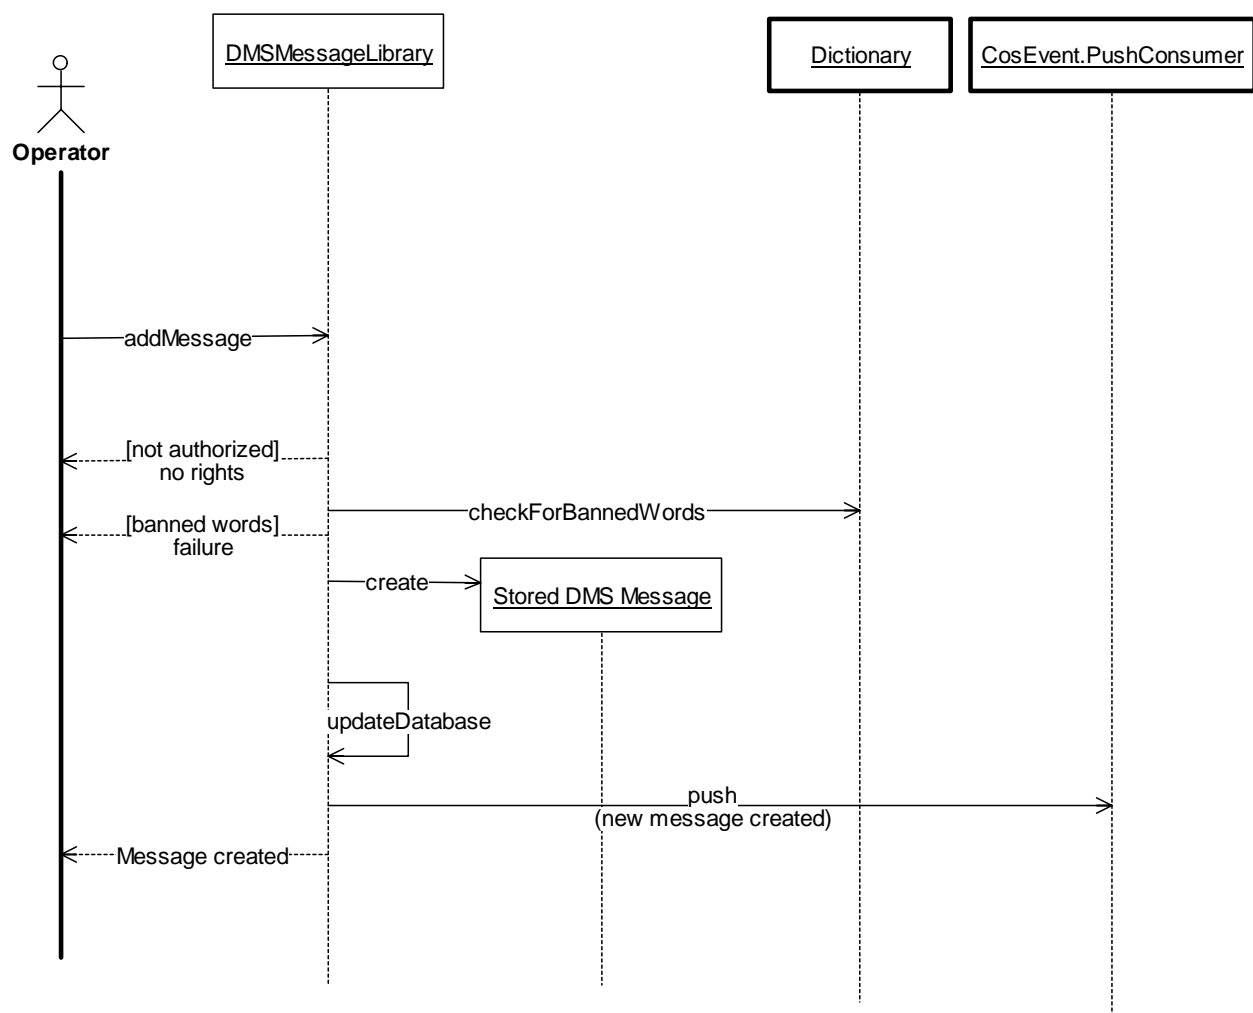 DMSMessageLibrary
Dictionary
CosEvent.PushConsumer
Operator
addMessage
[not authorized]
no rights
checkForBannedWords
[banned words]
failure
create
Stored DMS Message
updateDatabase
push
(new message created)
Message created